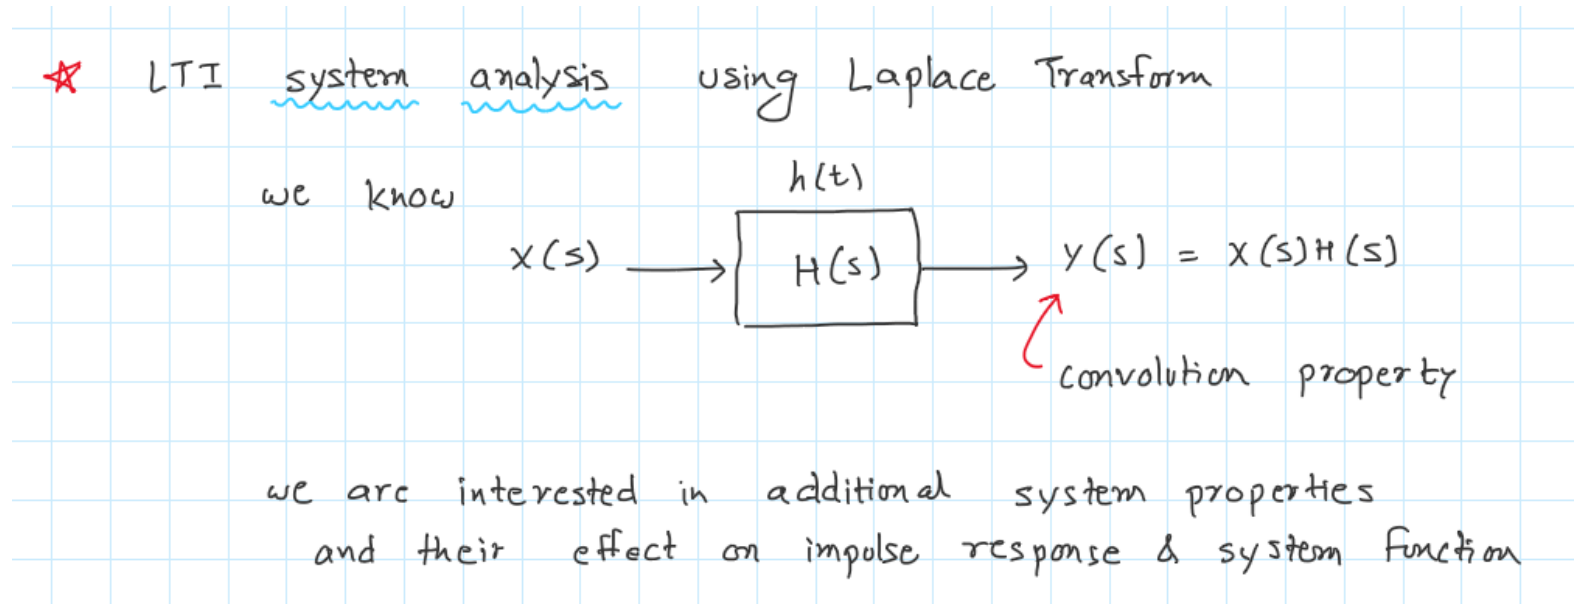 ☆ LTI system analysis using Laplace Transform
h(t)
we know
X(s) → H(s) → Y(s) = X(s)H(s)
convolution property
we are interested in additional system properties
and their effect on impulse response & system function